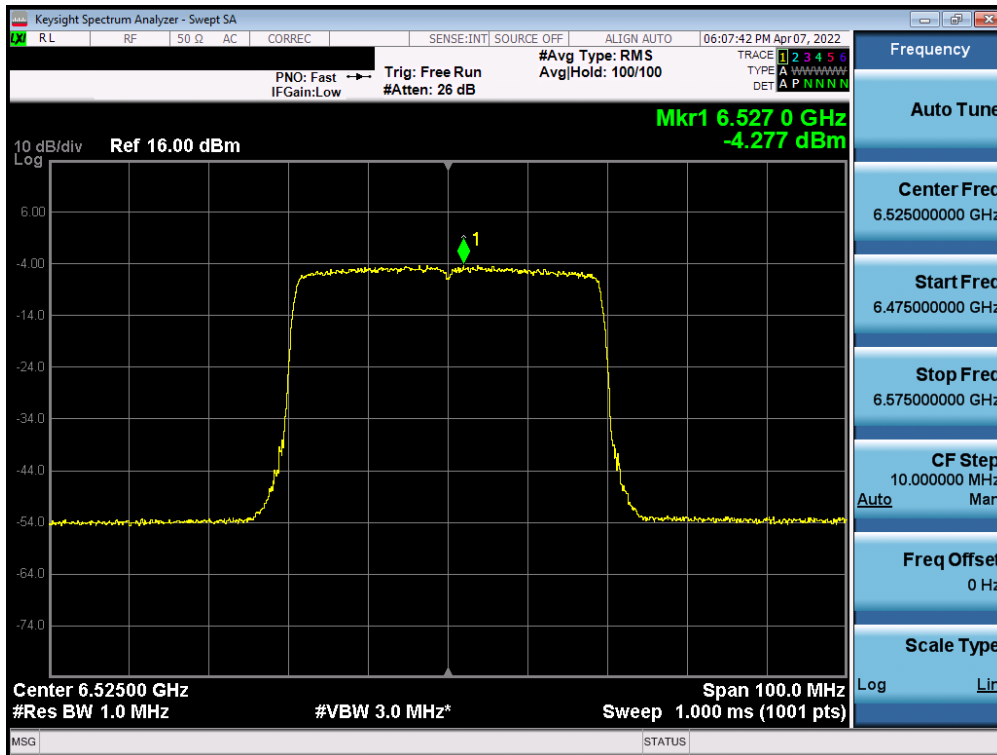 Keysight Spectrum Analyzer - Swept SA
LXI RL RF 50 Ω AC CORREC SENSE:INT SOURCE OFF ALIGN AUTO 06:07:42 PM Apr 07, 2022
PNO: Fast
IFGain:Low
Trig: Free Run
#Atten: 26 dB
#Avg Type: RMS
Avg|Hold: 100/100
TRACE 1 2 3 4 5 6
TYPE A WWWWW
DET A P N N N N
Mkr1 6.527 0 GHz
-4.277 dBm
10 dB/div Ref 16.00 dBm
Log
6.00
-4.00
-14.0
-24.0
-34.0
-44.0
-54.0
-64.0
-74.0
1
Center 6.52500 GHz Span 100.0 MHz
#Res BW 1.0 MHz #VBW 3.0 MHz* Sweep 1.000 ms (1001 pts)
MSG STATUS
Frequency
Auto Tune
Center Freq
6.525000000 GHz
Start Freq
6.475000000 GHz
Stop Freq
6.575000000 GHz
CF Step
10.000000 MHz
Auto Man
Freq Offset
0 Hz
Scale Type
Log Lin